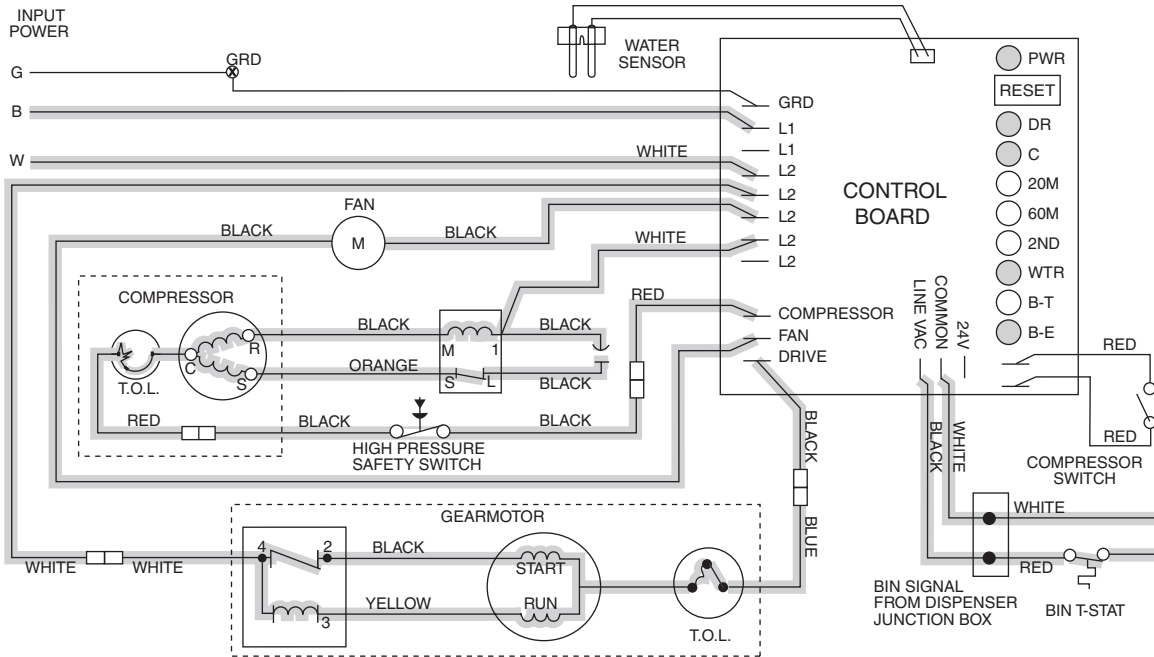 INPUT
POWER
G
GRD
B
W
WATER
SENSOR
WHITE
GRD
L1
L1
L2
L2
L2
L2
L2
CONTROL
BOARD
PWR
RESET
DR
C
20M
60M
2ND
WTR
B-T
B-E
FAN
M
BLACK
BLACK
WHITE
COMPRESSOR
RED
COMPRESSOR
FAN
DRIVE
LINE VAC
COMMON
24V
BLACK
BLACK
R
M
1
C
S
ORANGE
S
L
BLACK
T.O.L.
RED
BLACK
BLACK
HIGH PRESSURE
SAFETY SWITCH
RED
RED
COMPRESSOR
SWITCH
BLACK
BLUE
BLACK
WHITE
WHITE
RED
BIN SIGNAL
FROM DISPENSER
JUNCTION BOX
BIN T-STAT
GEARMOTOR
WHITE
WHITE
4
2
BLACK
START
3
YELLOW
RUN
T.O.L.